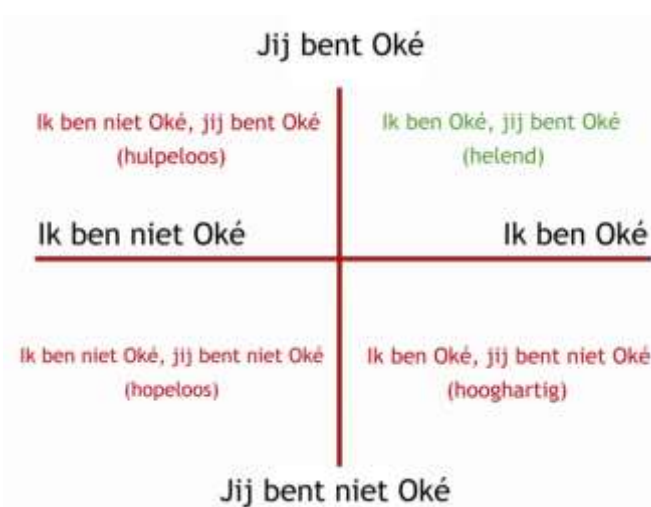 Jij bent Oké
Ik ben niet Oké, jij bent Oké
(hulpeloos)
Ik ben Oké, jij bent Oké
(helend)
Ik ben niet Oké
Ik ben Oké
Ik ben niet Oké, jij bent niet Oké
(hopeloos)
Ik ben Oké, jij bent niet Oké
(hooghartig)
Jij bent niet Oké